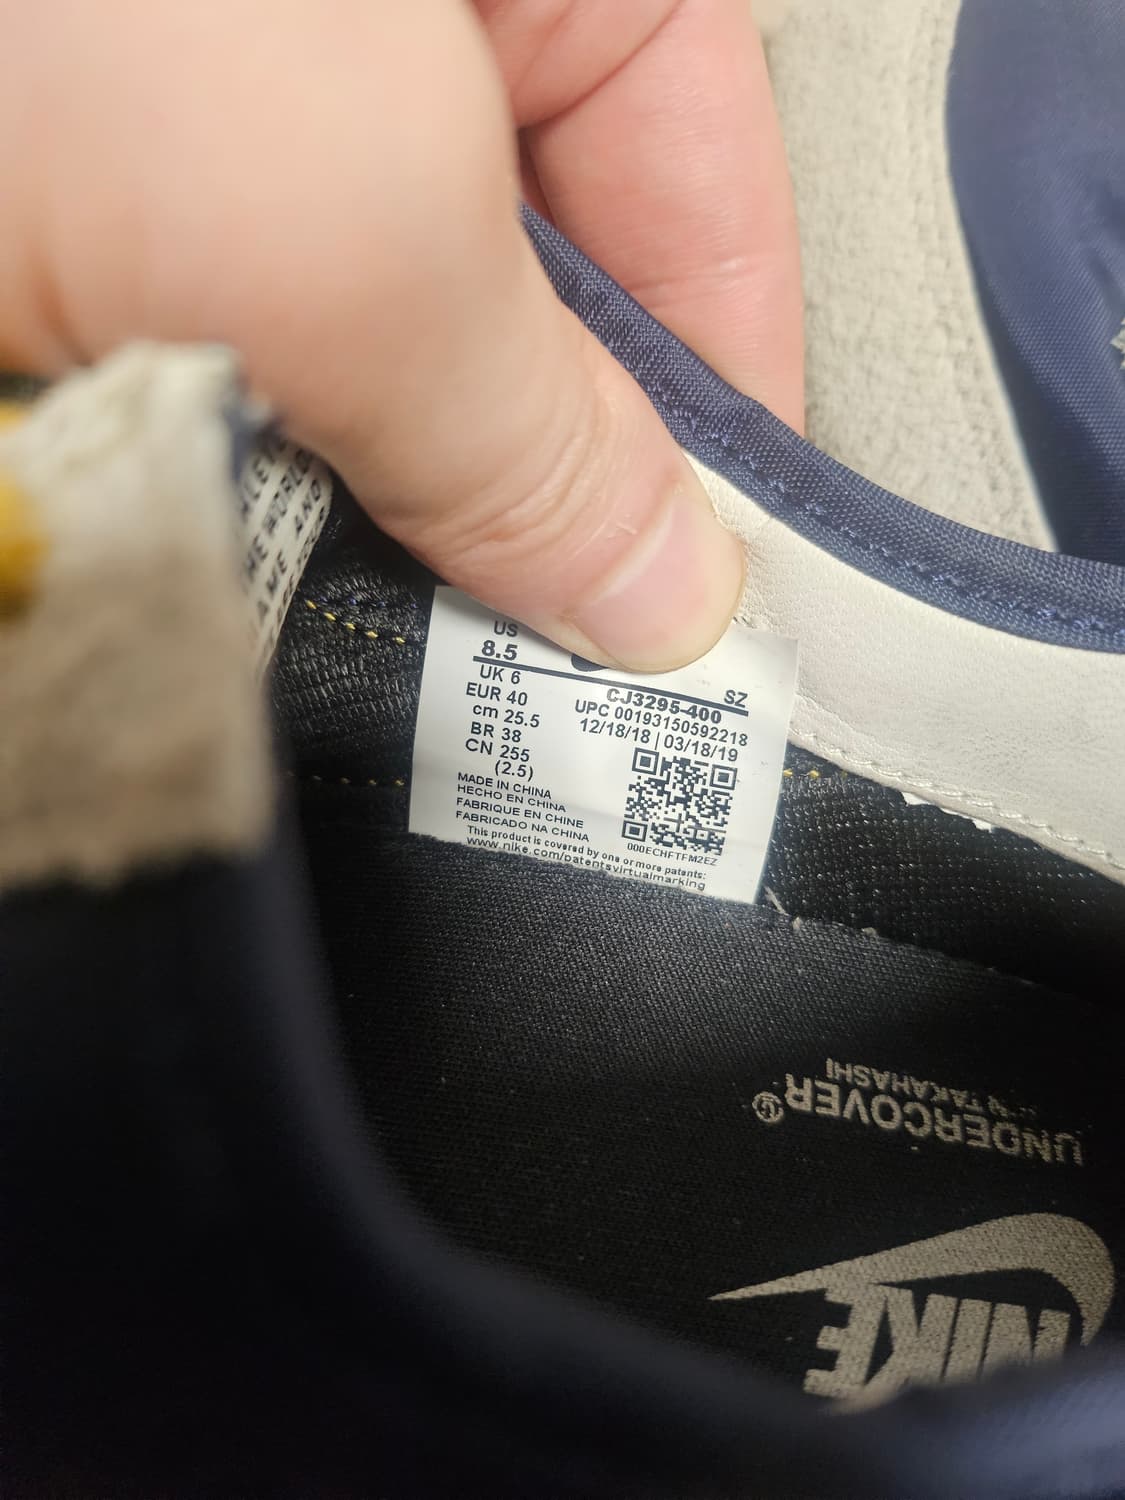 US
8.5
UK 6
EUR 40
cm 25.5
BR 38
CN 255
(2.5)
SZ
CJ3295-400
UPC 00193150592218
12/18/18 | 03/18/19
MADE IN CHINA
HECHO EN CHINA
FABRIQUE EN CHINE
FABRICADO NA CHINA
000ECHFTFM2EZ
This product is covered by one or more patents:
www.nike.com/patentsvirtualmarking
UNDERCOVER
TAKAHASHI
NIKE